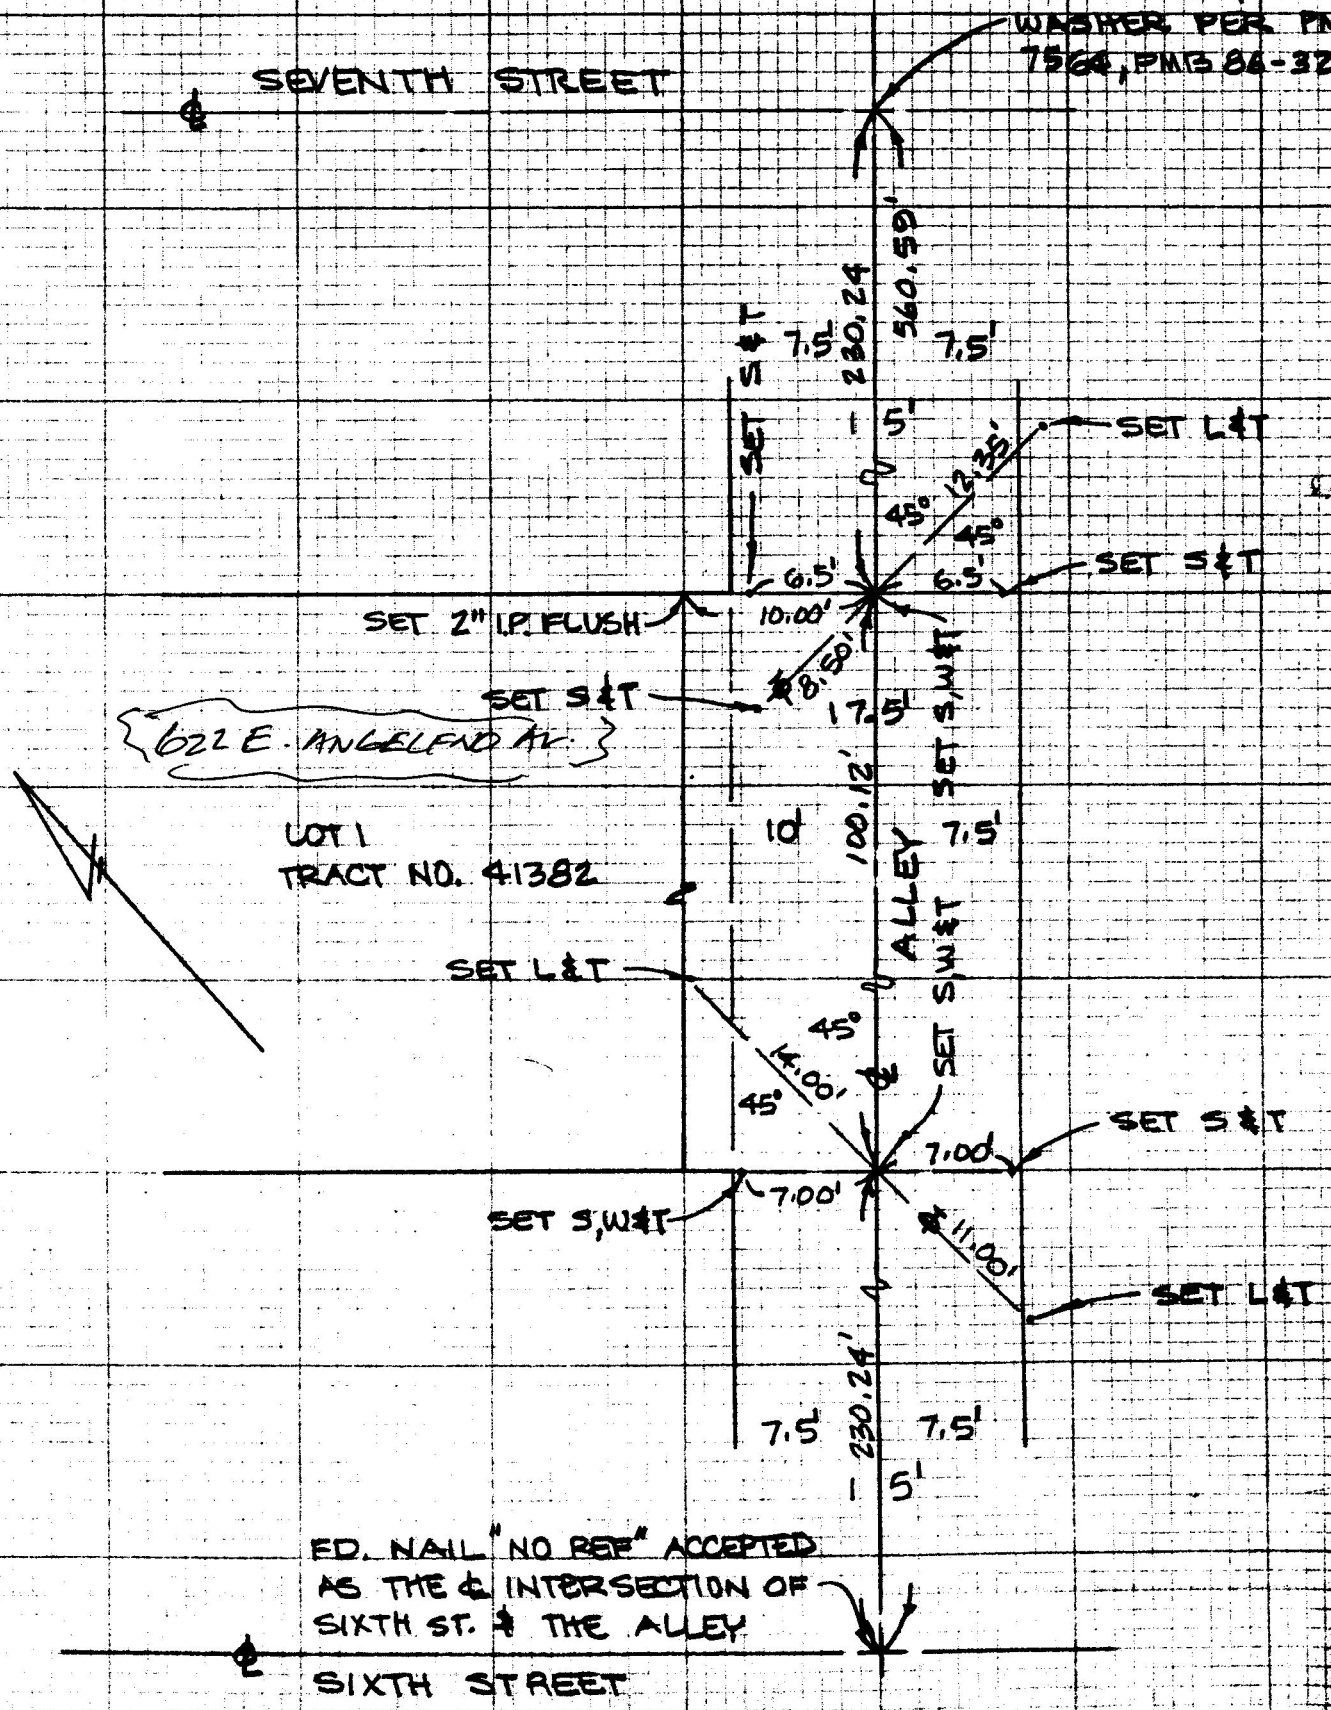 WASHER PER PM
7564, PMB 86-32
SEVENTH STREET
℄
560.59'
230.24
SET S&T
7.5'
7.5'
15'
SET L&T
12.35'
45°
45°
SET S&T
6.5'
6.5'
10.00'
SET 2" I.P. FLUSH
8.50'
SET S&T
17.5'
SET S,W&T
{622 E. ANGELENO AV.}
100.12'
10'
7.5'
LOT 1
TRACT NO. 41382
ALLEY
SET S,W&T
SET L&T
45°
14.00'
℄
45°
SET S&T
7.00'
7.00'
SET S,W&T
11.00'
SET L&T
230.24'
7.5'
7.5'
15'
FD. NAIL "NO REF" ACCEPTED
AS THE ℄ INTERSECTION OF
SIXTH ST. & THE ALLEY
℄
SIXTH STREET